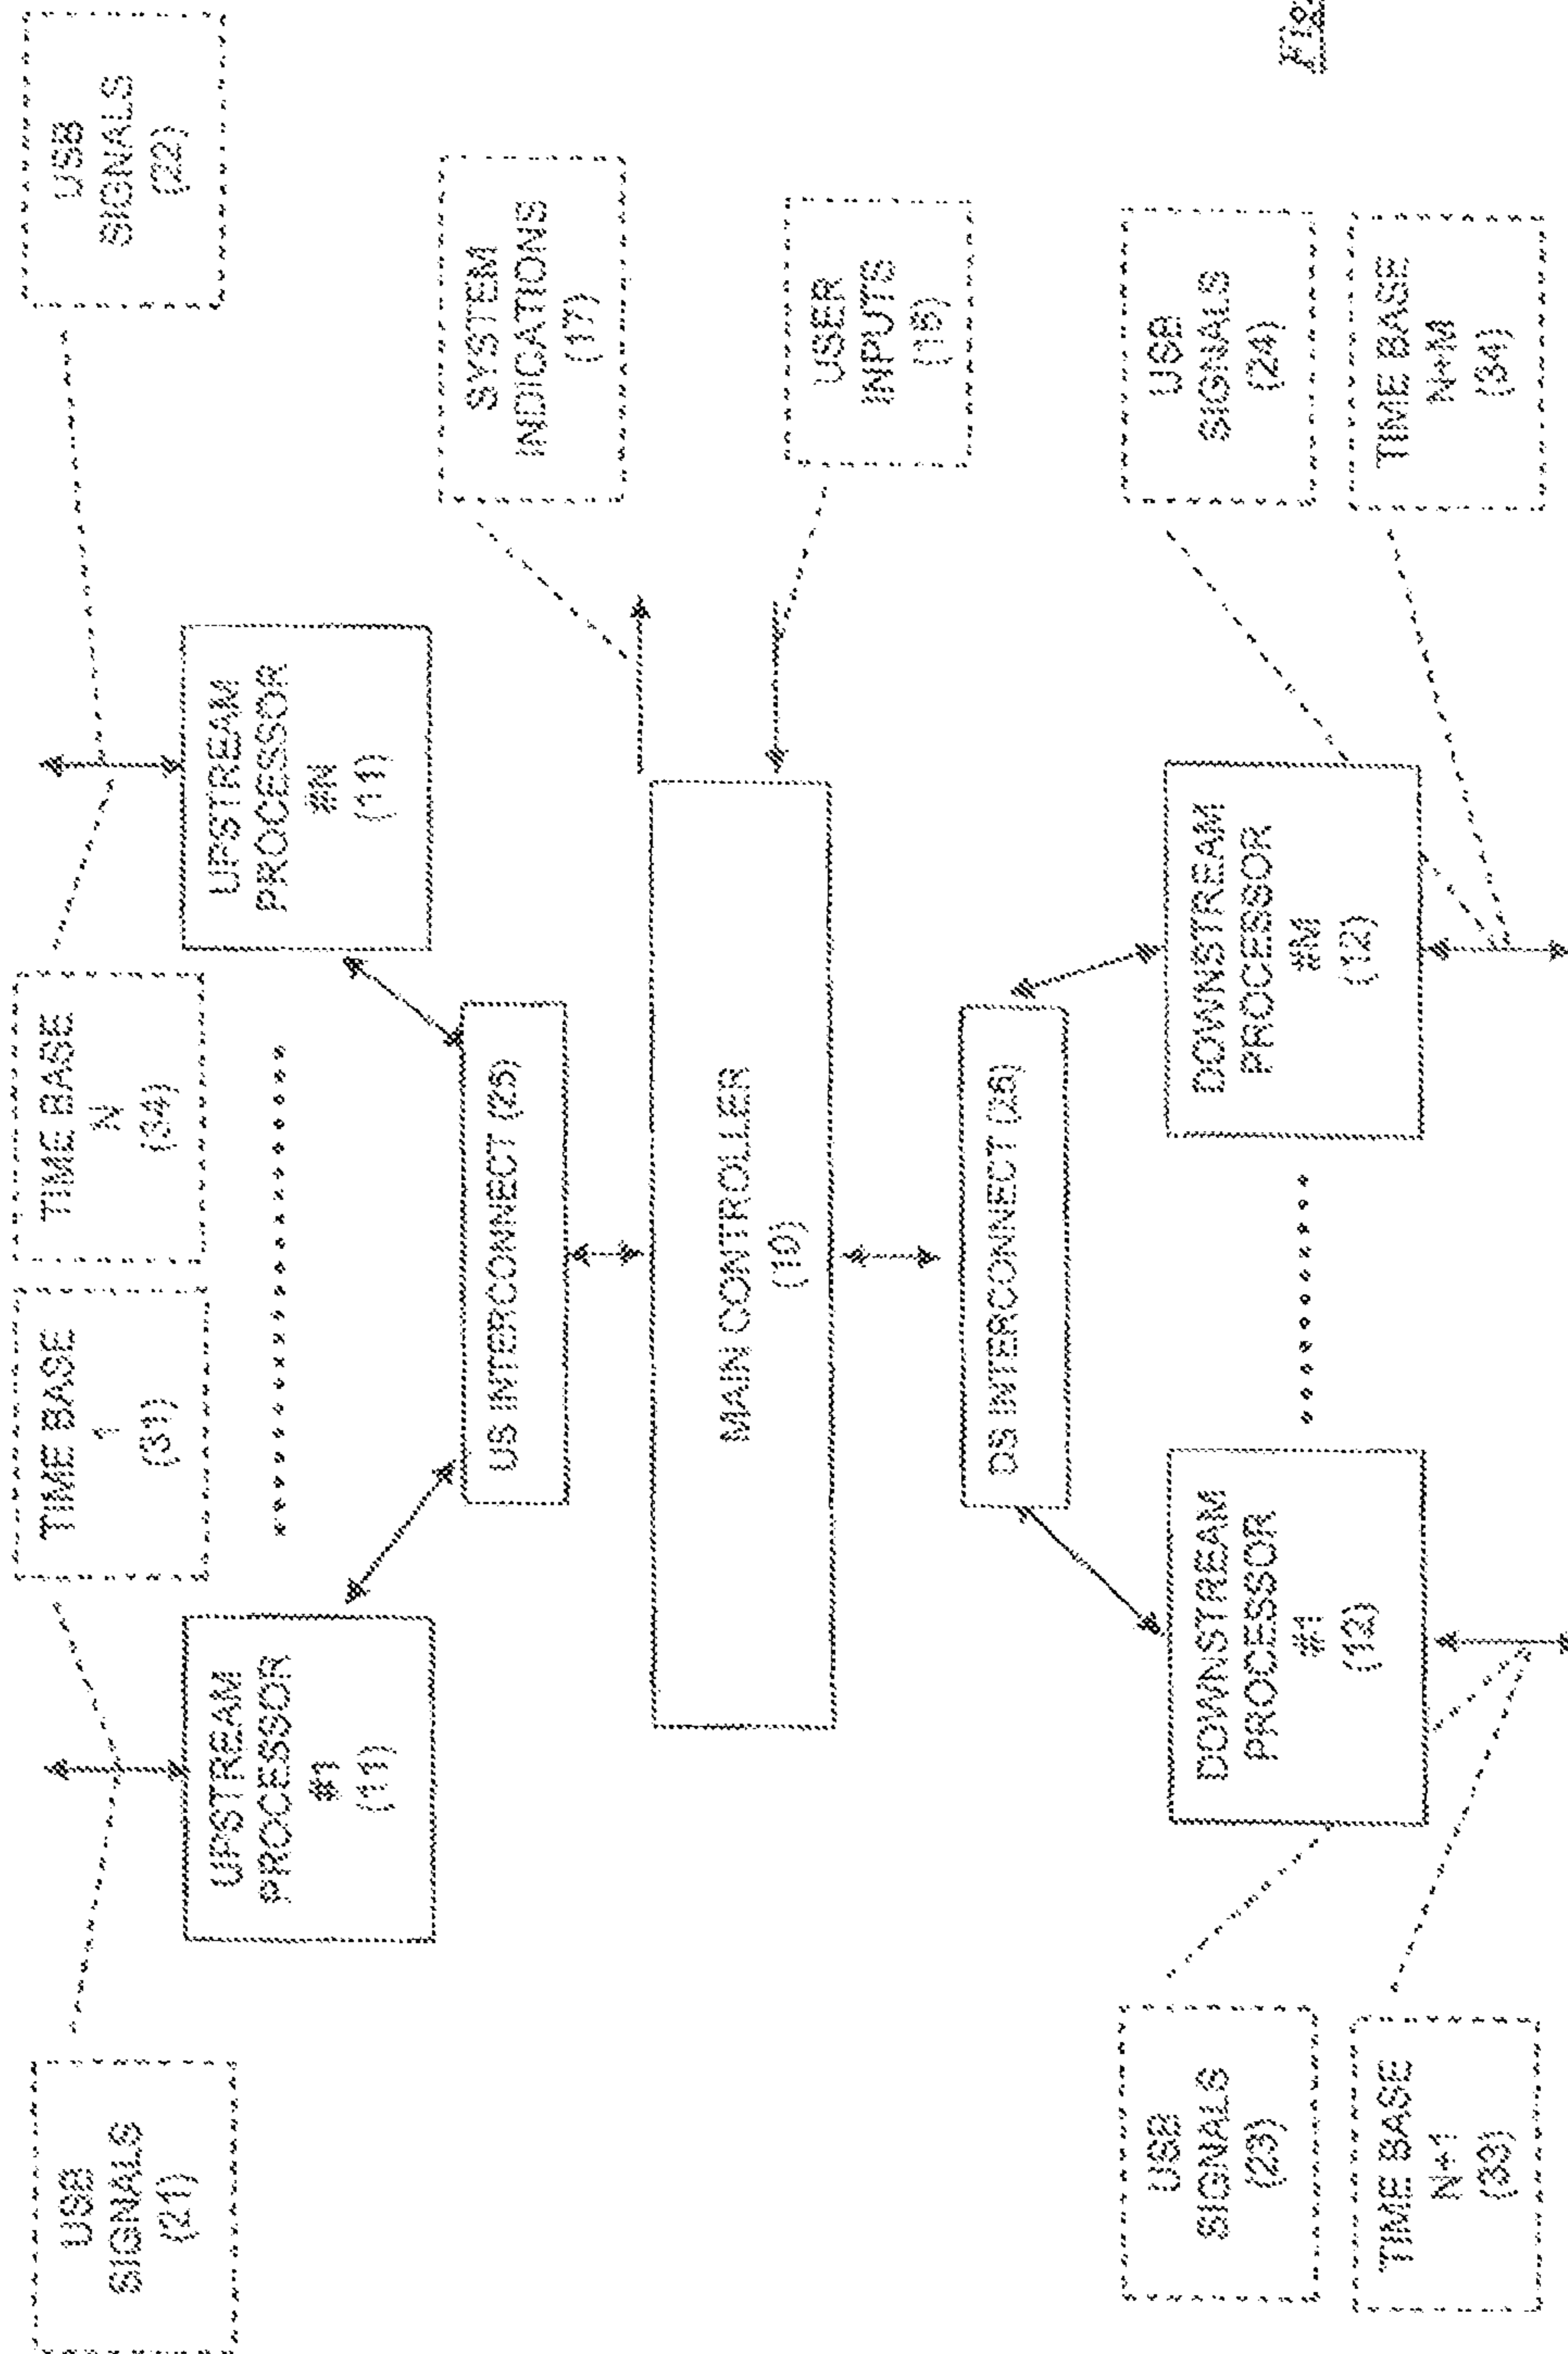 USB
SIGNALS
(21)
TIME BASE
1
(31)
TIME BASE
N
(34)
USB
SIGNALS
(22)
UPSTREAM
PROCESSOR
#1
(11)
UPSTREAM
PROCESSOR
#N
(11)
US INTERCONNECT (25)
SYSTEM
INDICATIONS
(17)
MAIN CONTROLLER
USER
INPUTS
DS INTERCONNECT (26)
USB
SIGNALS
(23)
DOWNSTREAM
PROCESSOR
#1
(12)
DOWNSTREAM
PROCESSOR
#M
(12)
USB
SIGNALS
(24)
TIME BASE
N+1
(33)
TIME BASE
N+M
(34)